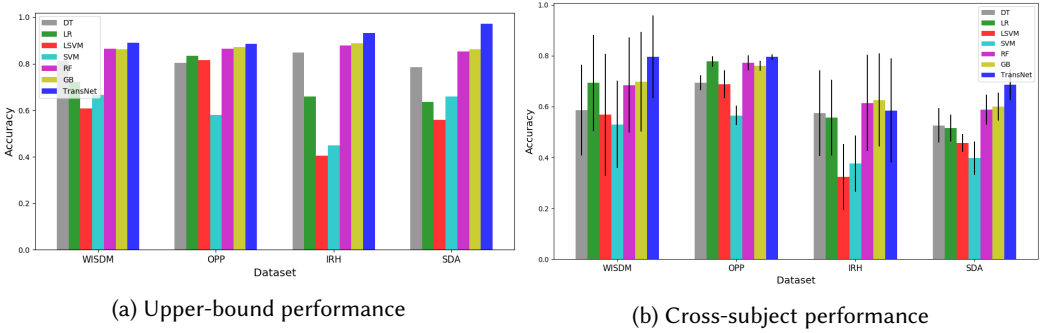 1.0
0.8
0.6
0.4
0.2
0.0
Accuracy
DT
LR
LSVM
SVM
RF
GB
TransNet
WISDM
OPP
IRH
SDA
Dataset
(a) Upper-bound performance
1.0
0.8
0.6
0.4
0.2
0.0
Accuracy
DT
LR
LSVM
SVM
RF
GB
TransNet
WISDM
OPP
IRH
SDA
Dataset
(b) Cross-subject performance